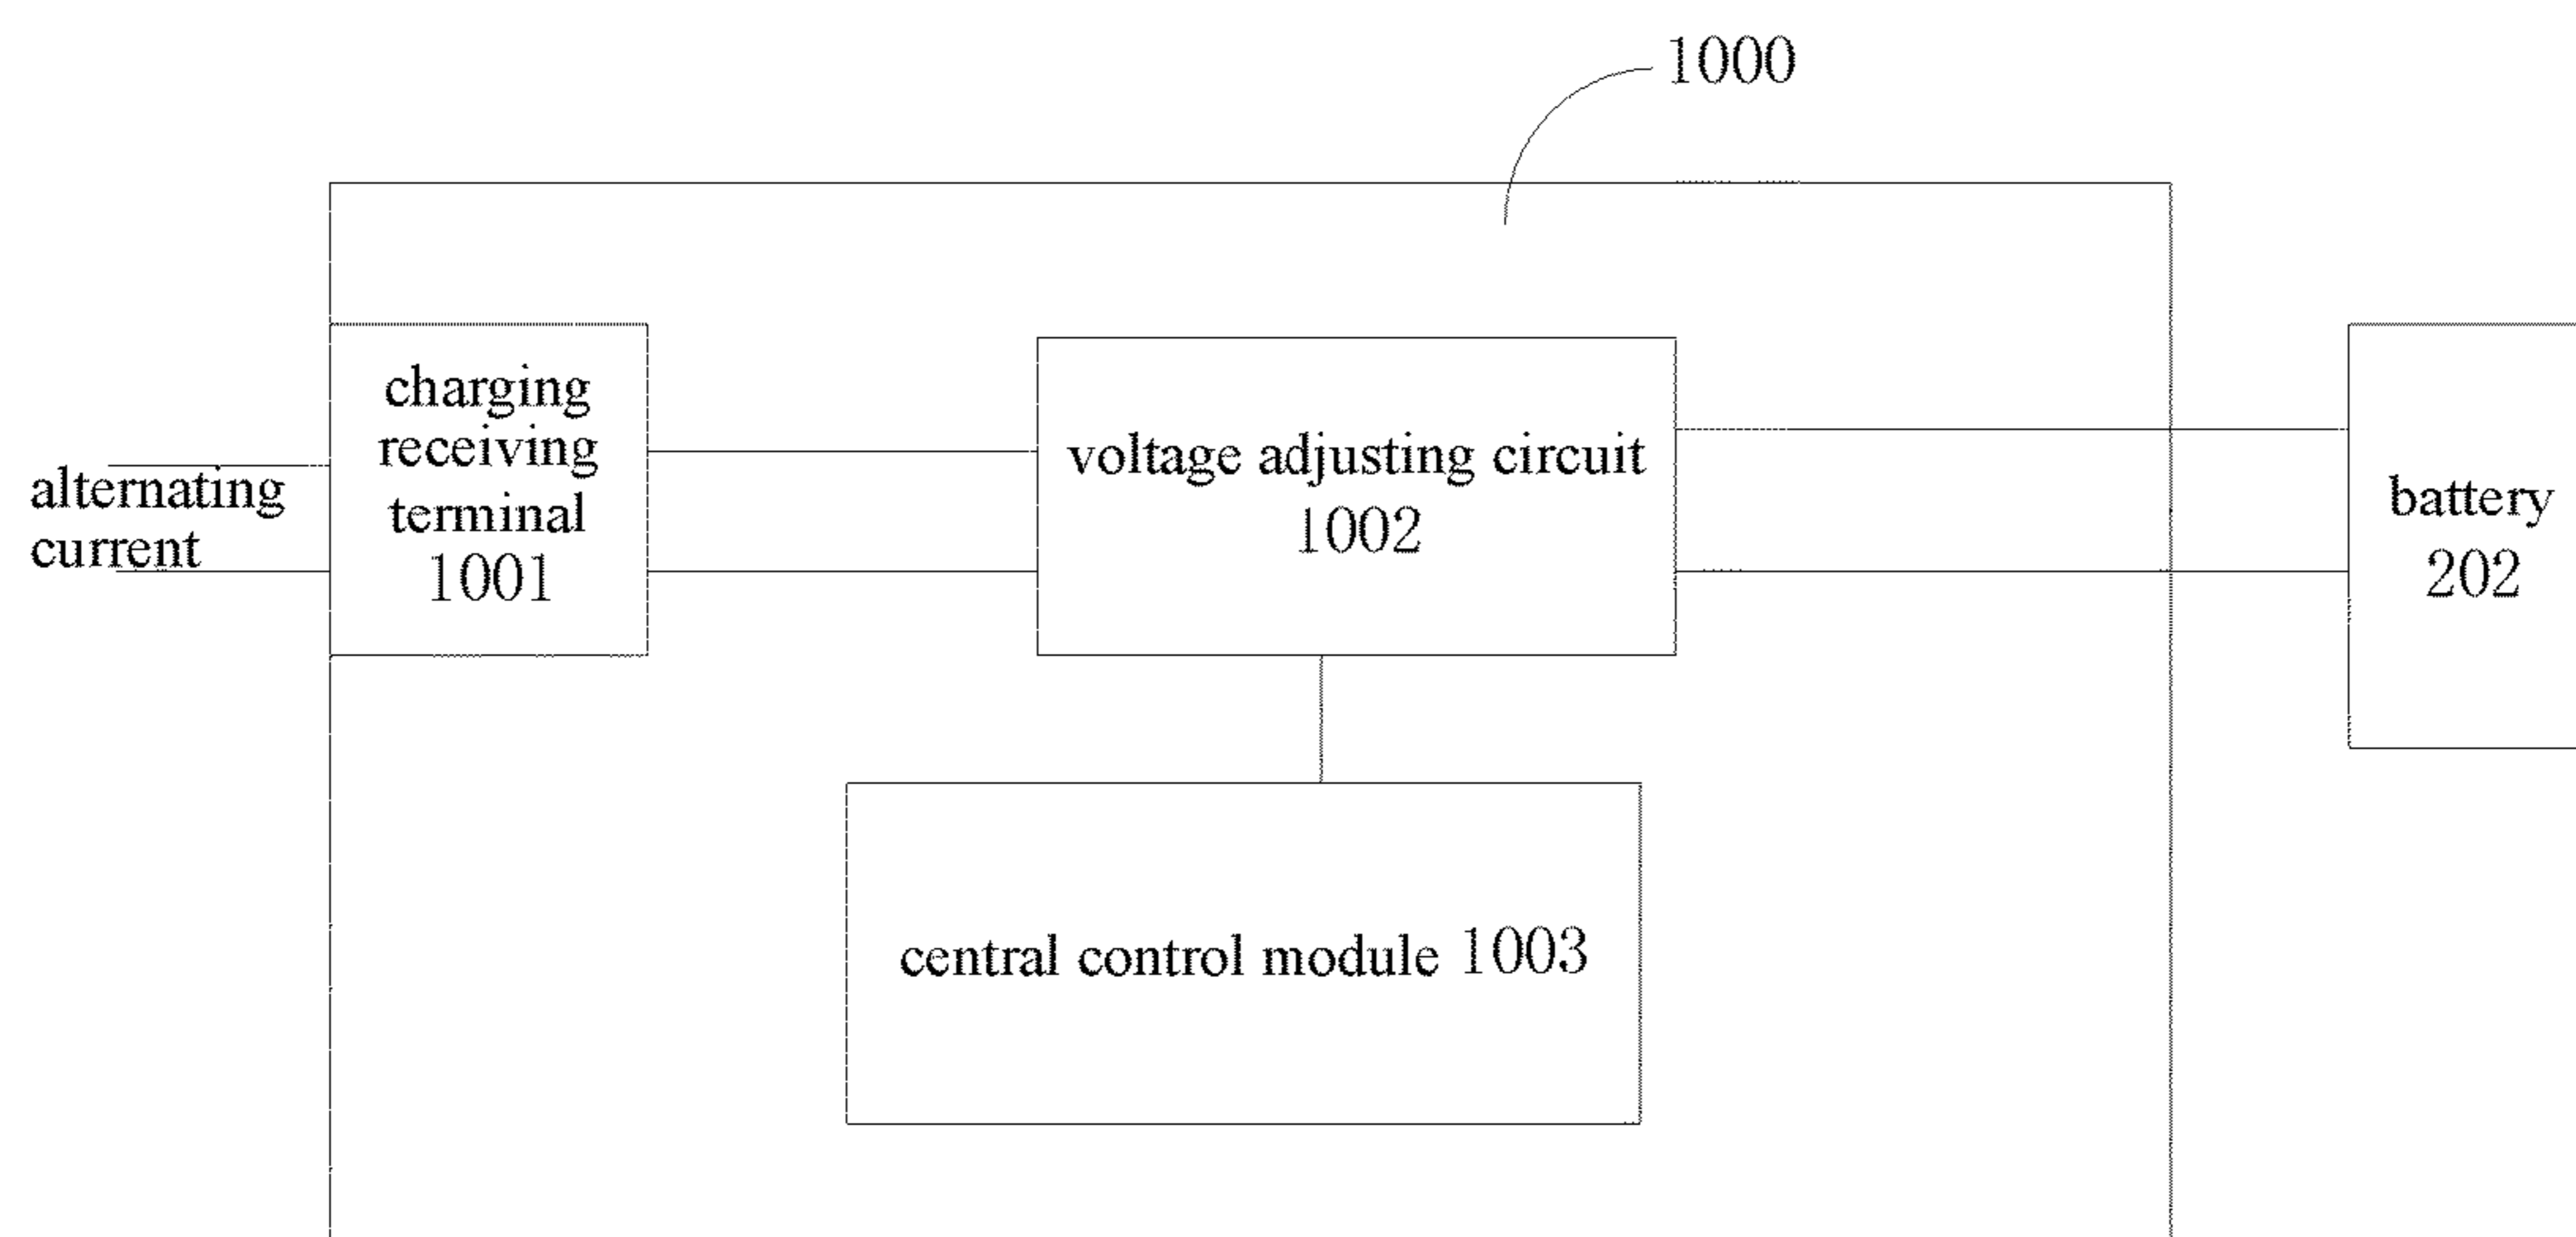 1000
charging
receiving
terminal
1001
alternating
current
voltage adjusting circuit
1002
battery
202
central control module 1003